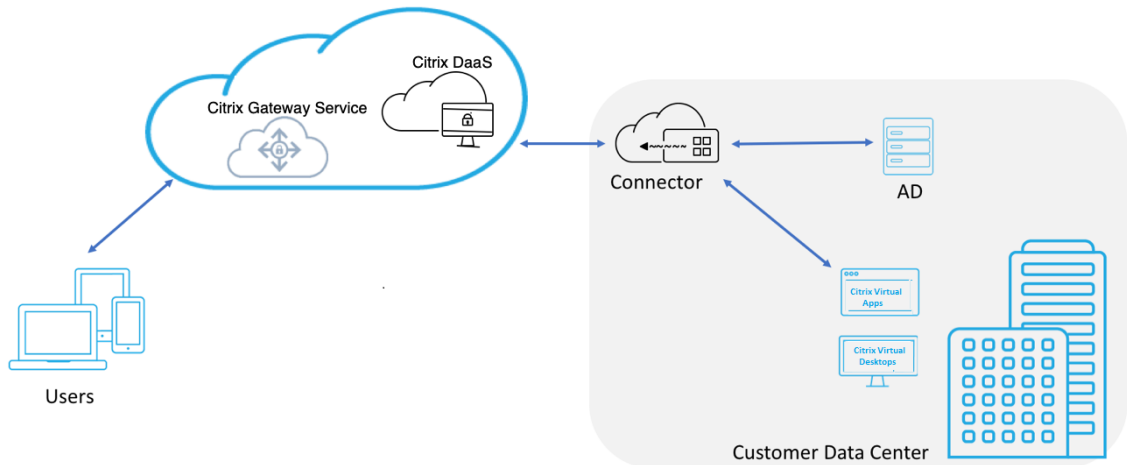 Citrix DaaS
Citrix Gateway Service
Connector
AD
Citrix Virtual
Apps
Citrix Virtual
Desktops
Users
Customer Data Center